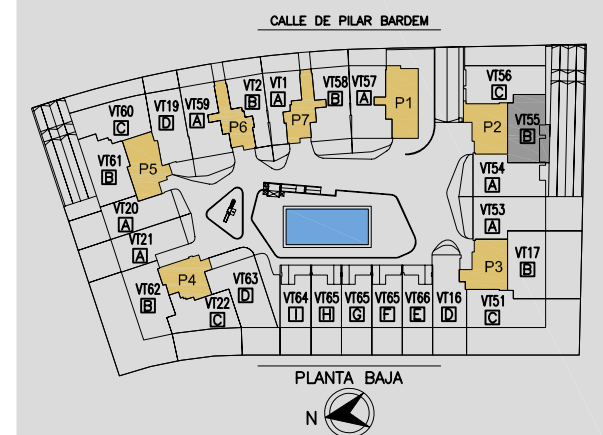 CALLE DE PILAR BARDEM
VT60
C
VT19
D
VT59
A
VT2
B
VT1
A
VT58
B
VT57
A
P1
VT56
C
P2
VT55
B
P6
P7
VT61
B
P5
VT54
A
VT20
A
VT53
A
VT21
A
VT62
B
P4
VT22
C
VT63
D
VT64
I
VT65
H
VT65
G
VT65
F
VT66
E
VT16
D
P3
VT51
C
VT17
B
PLANTA BAJA
N